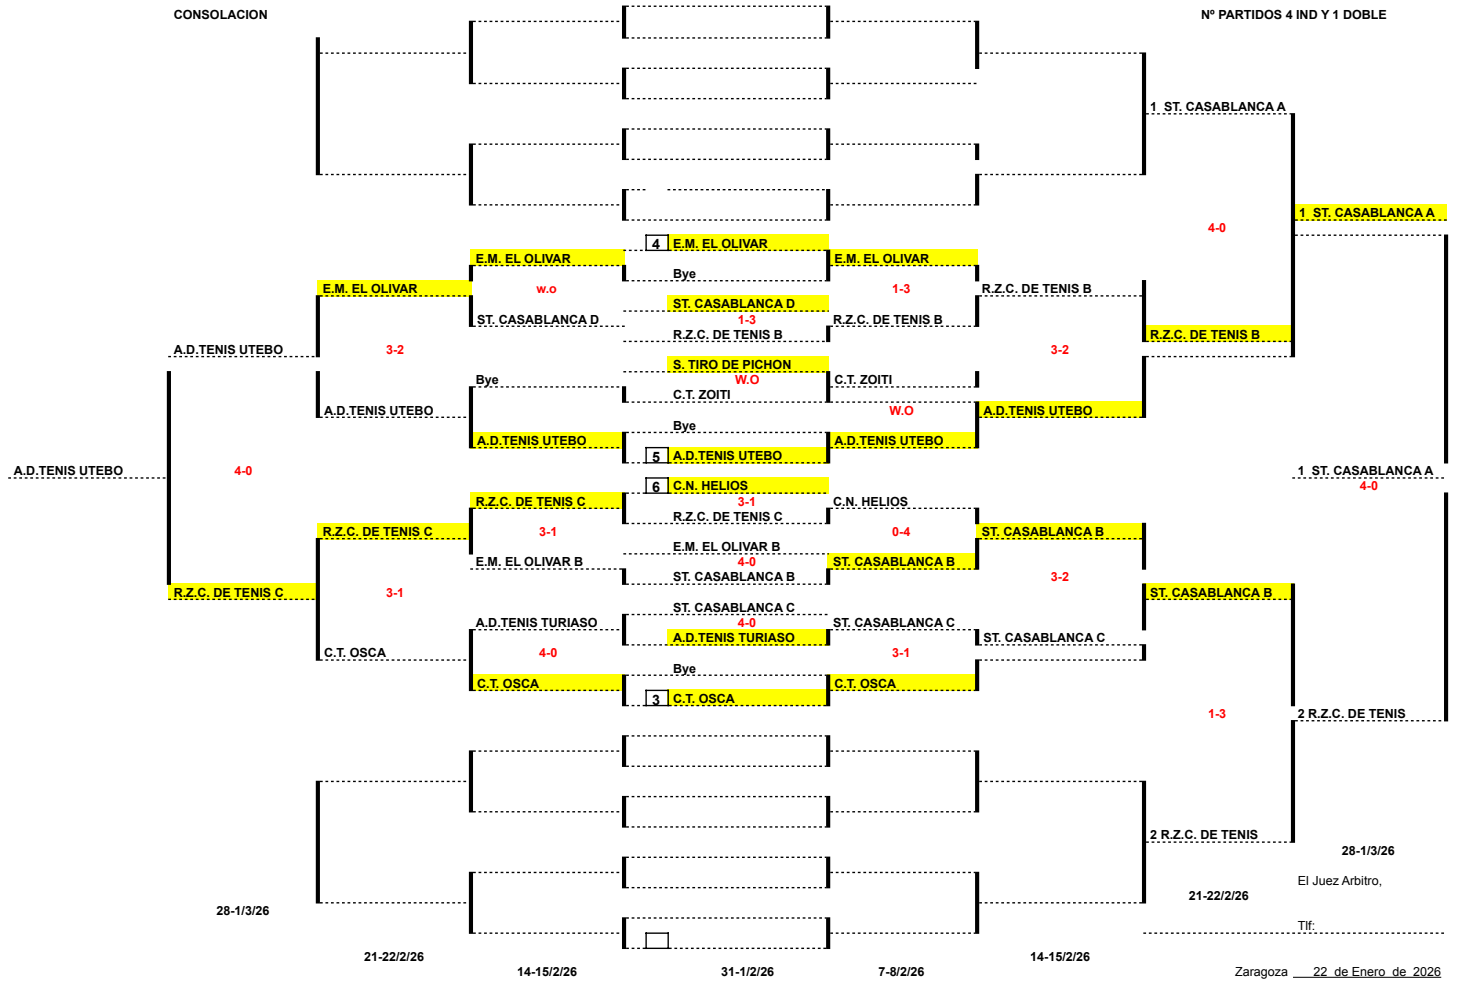 CONSOLACION
Nº PARTIDOS 4 IND Y 1 DOBLE
1 ST. CASABLANCA A
1 ST. CASABLANCA A
4-0
4 E.M. EL OLIVAR
E.M. EL OLIVAR
E.M. EL OLIVAR
Bye
E.M. EL OLIVAR
w.o
1-3
R.Z.C. DE TENIS B
ST. CASABLANCA D
ST. CASABLANCA D
1-3
R.Z.C. DE TENIS B
R.Z.C. DE TENIS B
R.Z.C. DE TENIS B
A.D.TENIS UTEBO
3-2
3-2
S. TIRO DE PICHON
Bye
W.O
C.T. ZOITI
C.T. ZOITI
A.D.TENIS UTEBO
W.O
A.D.TENIS UTEBO
Bye
A.D.TENIS UTEBO
A.D.TENIS UTEBO
5 A.D.TENIS UTEBO
A.D.TENIS UTEBO
4-0
1 ST. CASABLANCA A
4-0
6 C.N. HELIOS
R.Z.C. DE TENIS C
3-1
C.N. HELIOS
R.Z.C. DE TENIS C
R.Z.C. DE TENIS C
3-1
0-4
ST. CASABLANCA B
E.M. EL OLIVAR B
E.M. EL OLIVAR B
4-0
ST. CASABLANCA B
ST. CASABLANCA B
3-2
R.Z.C. DE TENIS C
3-1
ST. CASABLANCA B
ST. CASABLANCA C
A.D.TENIS TURIASO
4-0
ST. CASABLANCA C
A.D.TENIS TURIASO
ST. CASABLANCA C
C.T. OSCA
4-0
3-1
Bye
C.T. OSCA
C.T. OSCA
3 C.T. OSCA
1-3
2 R.Z.C. DE TENIS
2 R.Z.C. DE TENIS
28-1/3/26
El Juez Arbitro,
21-22/2/26
28-1/3/26
Tlf:
21-22/2/26
14-15/2/26
14-15/2/26
31-1/2/26
7-8/2/26
Zaragoza 22 de Enero de 2026